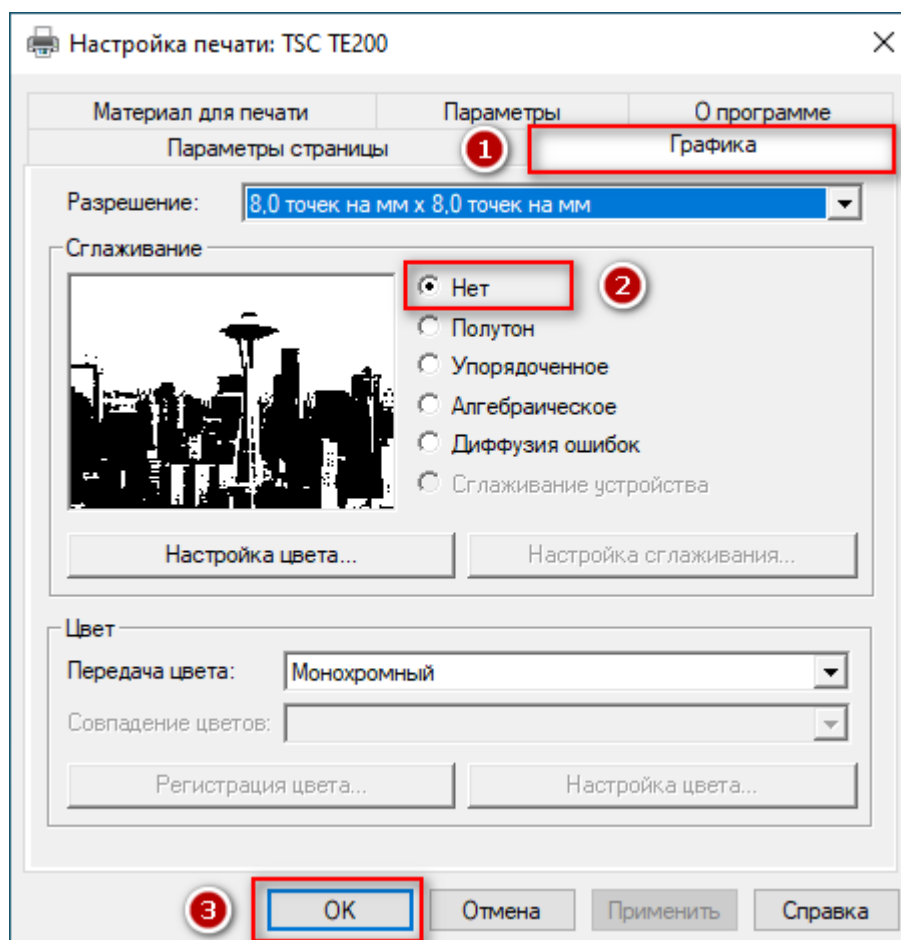 Настройка печати: TSC TE200
Материал для печати
Параметры
О программе
Параметры страницы
1
Графика
Разрешение:
8,0 точек на мм x 8,0 точек на мм
Сглаживание
Нет
2
Полутон
Упорядоченное
Алгебраическое
Диффузия ошибок
Сглаживание устройства
Настройка цвета...
Настройка сглаживания...
Цвет
Передача цвета:
Монохромный
Совпадение цветов:
Регистрация цвета...
Настройка цвета...
3
OK
Отмена
Применить
Справка